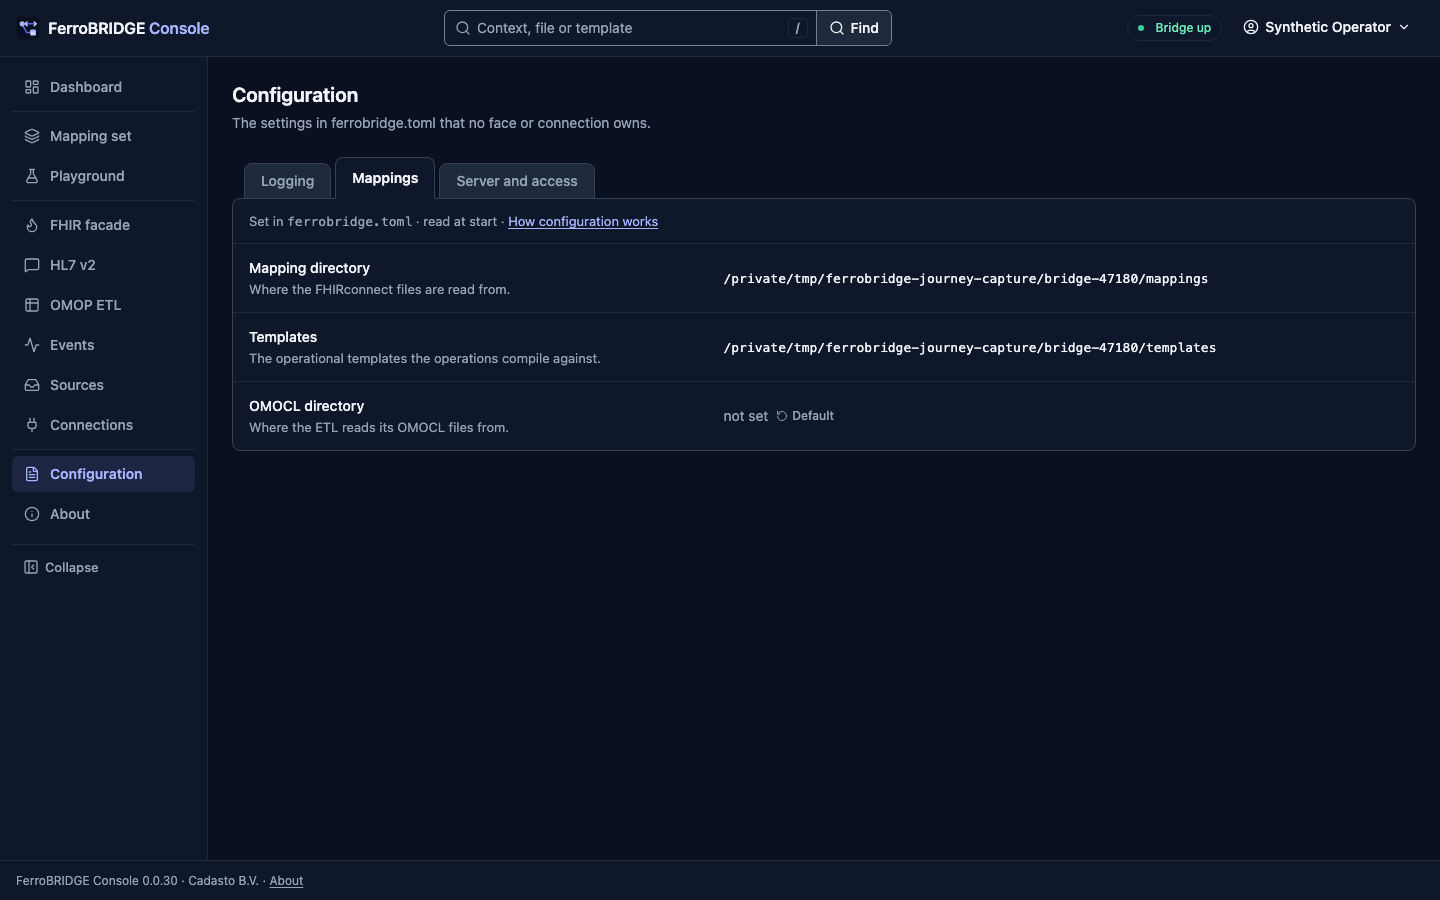 FerroBRIDGE Console
Context, file or template
/
Find
Bridge up
Synthetic Operator
Dashboard
Mapping set
Playground
FHIR facade
HL7 v2
OMOP ETL
Events
Sources
Connections
Configuration
About
Collapse
Configuration
The settings in ferrobridge.toml that no face or connection owns.
Logging
Mappings
Server and access
Set in ferrobridge.toml · read at start · How configuration works
Mapping directory
Where the FHIRconnect files are read from.
/private/tmp/ferrobridge-journey-capture/bridge-47180/mappings
Templates
The operational templates the operations compile against.
/private/tmp/ferrobridge-journey-capture/bridge-47180/templates
OMOCL directory
Where the ETL reads its OMOCL files from.
not set Default
FerroBRIDGE Console 0.0.30 · Cadasto B.V. · About